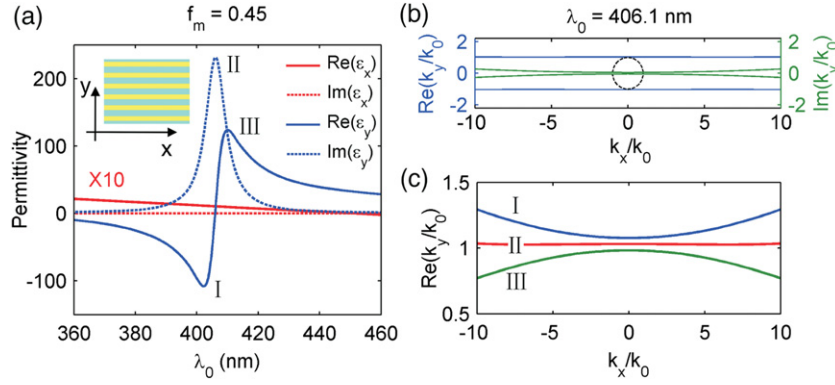 (a)
f_m = 0.45
Permittivity
200
100
0
-100
360
380
400
420
440
460
λ_0 (nm)
y
x
X10
I
II
III
Re(ε_x)
Im(ε_x)
Re(ε_y)
Im(ε_y)
(b)
λ_0 = 406.1 nm
Re(k_y/k_0)
2
0
-2
2
0
-2
Im(k_y/k_0)
-10
-5
0
5
10
k_x/k_0
(c)
Re(k_y/k_0)
1.5
1
0.5
I
II
III
-10
-5
0
5
10
k_x/k_0